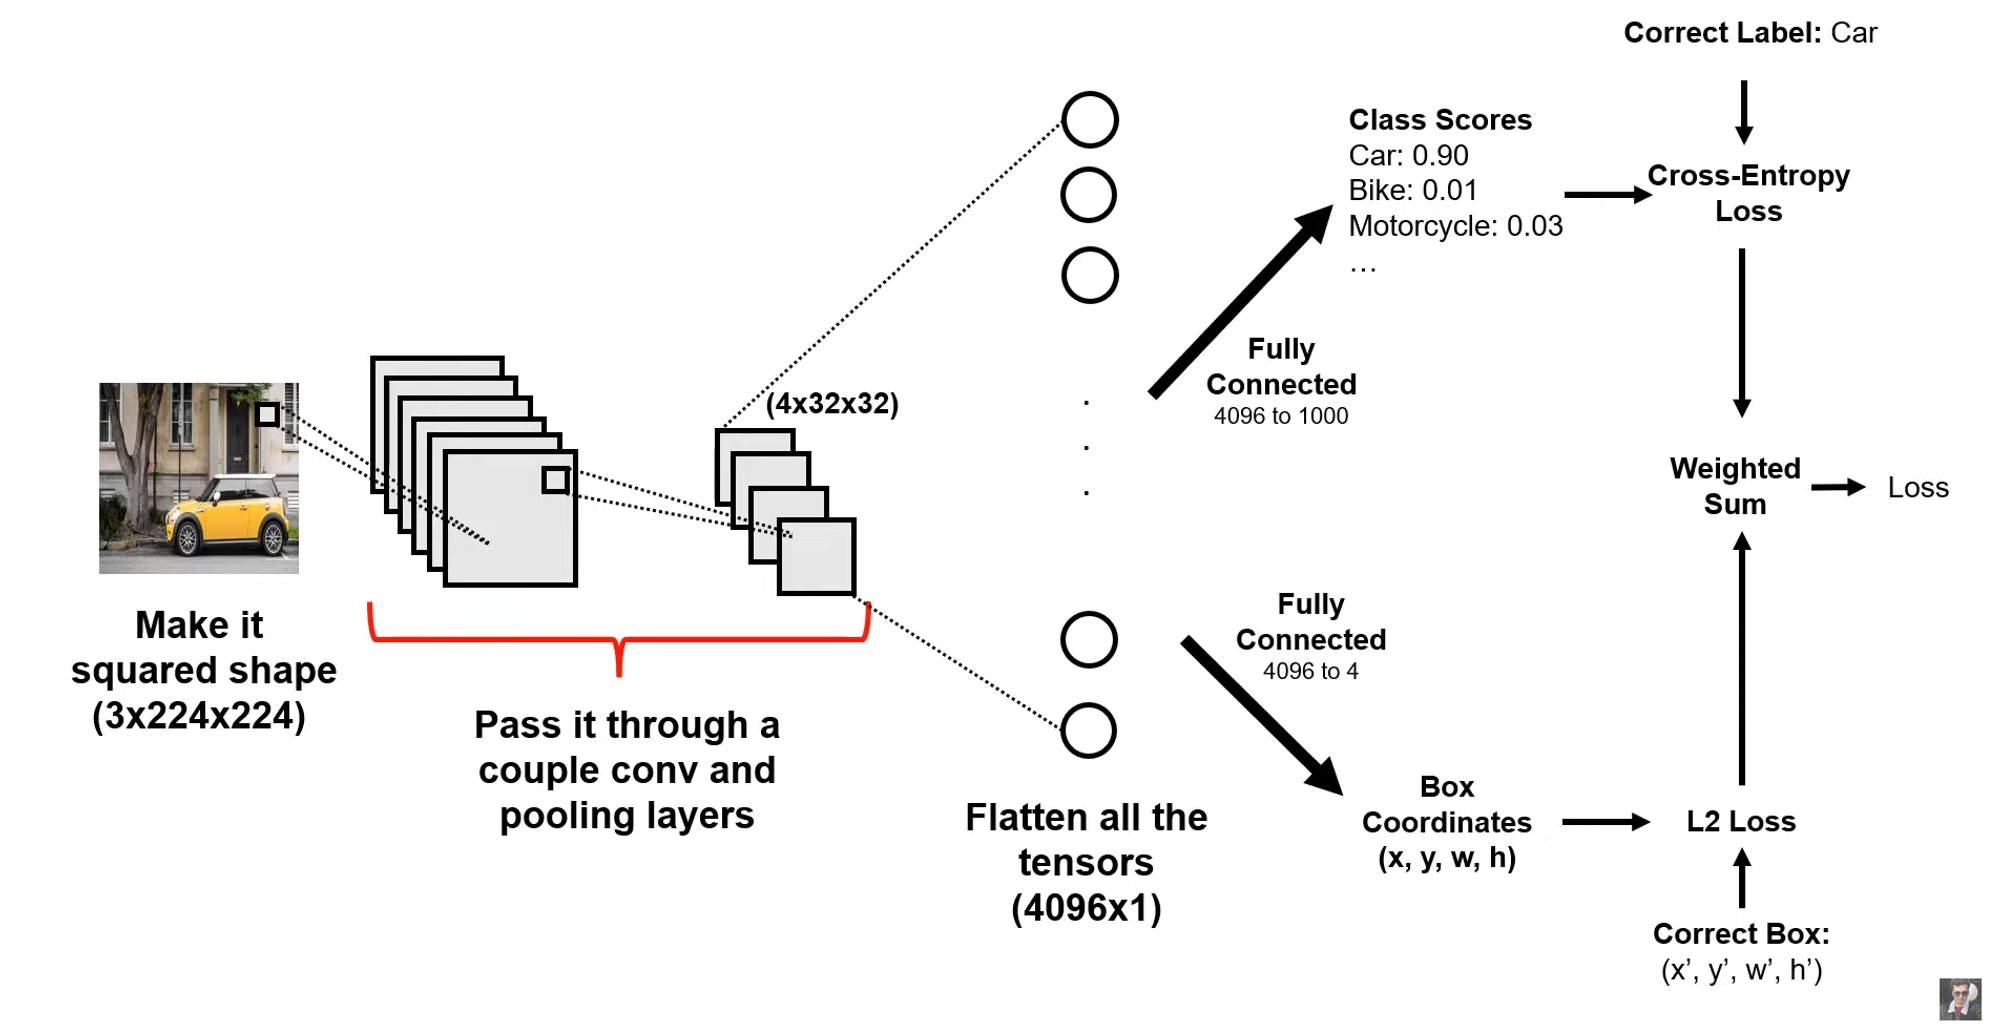 Correct Label: Car
Class Scores
Car: 0.90
Bike: 0.01
Motorcycle: 0.03
…
Cross-Entropy
Loss
Fully
Connected
4096 to 1000
(4x32x32)
Weighted
Sum
Loss
Make it
squared shape
(3x224x224)
Pass it through a
couple conv and
pooling layers
.
.
.
Flatten all the
tensors
(4096x1)
Fully
Connected
4096 to 4
Box
Coordinates
(x, y, w, h)
L2 Loss
Correct Box:
(x’, y’, w’, h’)